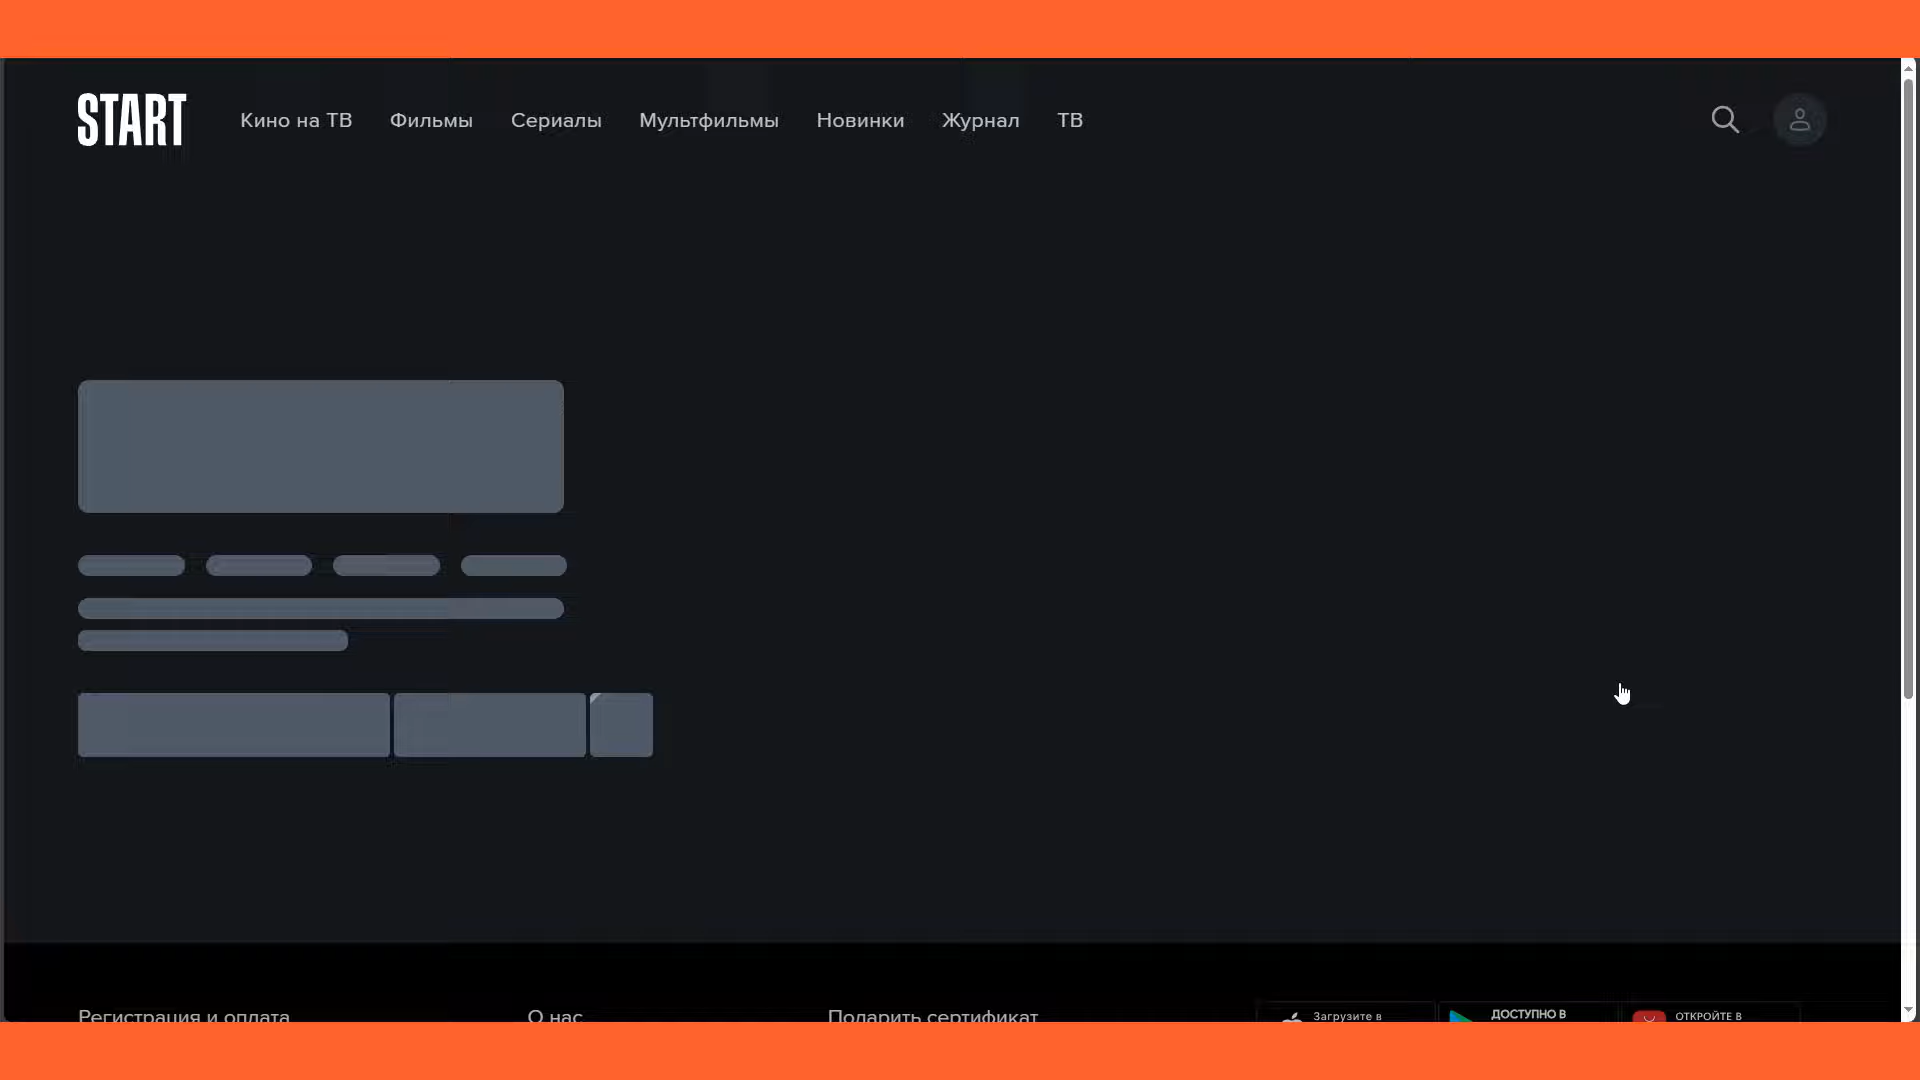 START
Кино на ТВ
Фильмы
Сериалы
Мультфильмы
Новинки
Журнал
ТВ
Регистрация и оплата
О нас
Подарить сертификат
Загрузите в
ДОСТУПНО В
ОТКРОЙТЕ В